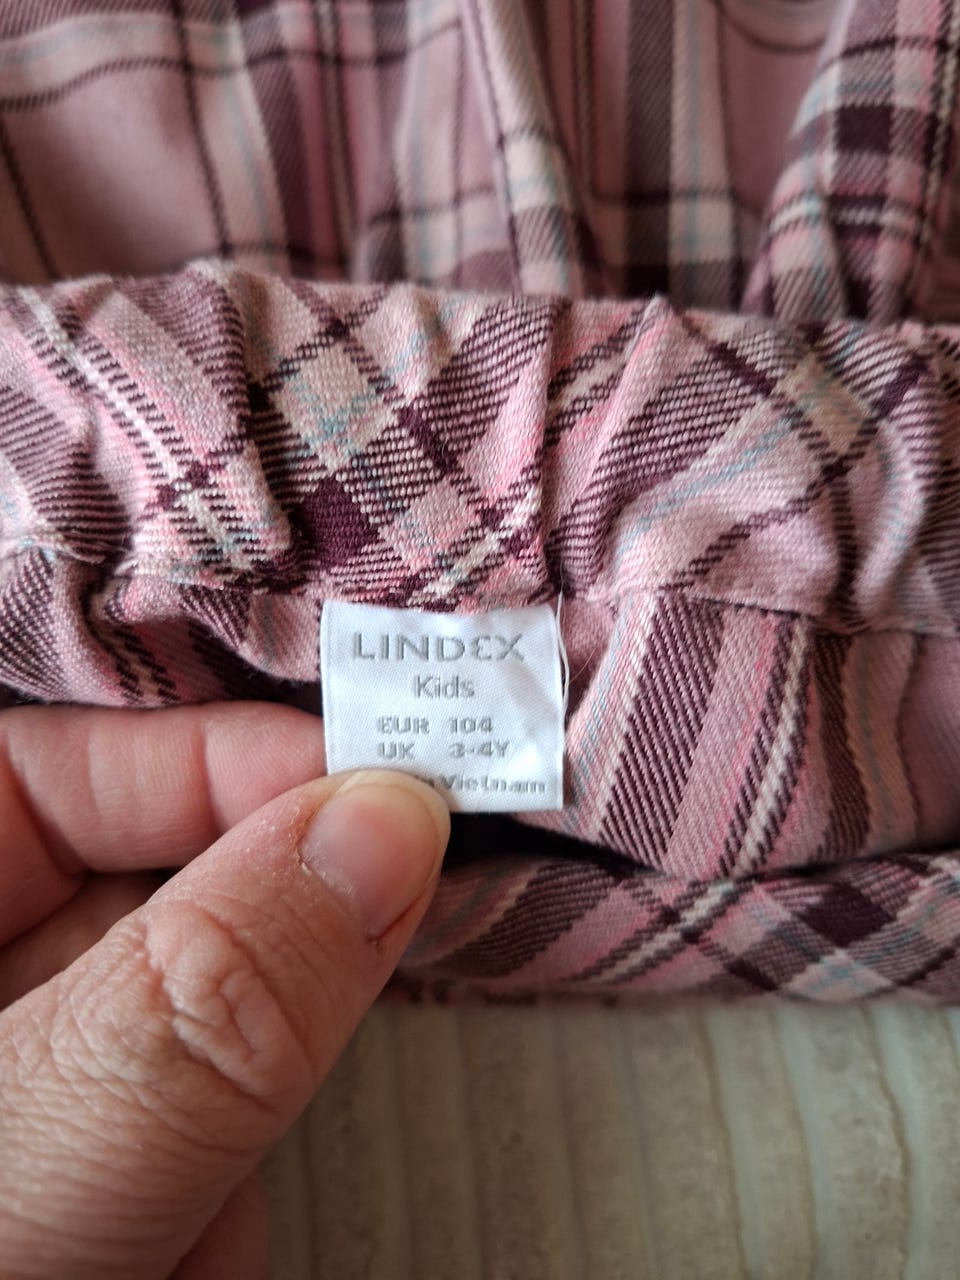 LINDEX
Kids
EUR 104
UK 3-4Y
Vietnam